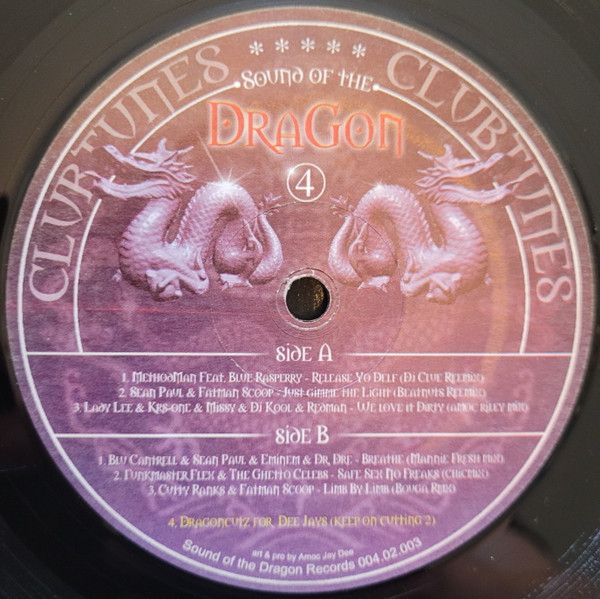 CLUBTUNES ***** CLUBTUNES
Sound of the
DRAGON
4
Side A
1. MethodMan Feat. Blue Rasperry - Release Yo Delf (Dj Clue Reemix)
2. Sean Paul & Fatman Scoop - Just gimme the Light (Beatnuts Reemix)
3. Lady Lee & Krs-one & Missy & Dj Kool & Redman - We love it Dirty (amoc riley mix)
Side B
1. Blu Cantrell & Sean Paul & Eminem & Dr. Dre - Breathe (Mannie Fresh mix)
2. Funkmaster Flex & The Ghetto Celebs - Safe Sex No Freaks (chicmix)
3. Cutty Ranks & Fatman Scoop - Limb By Limb (Bouga Rmix)
4. Dragoncutz for Dee Jays (keep on cutting 2)
art & pro by Amoc Jay Dee
Sound of the Dragon Records 004.02.003